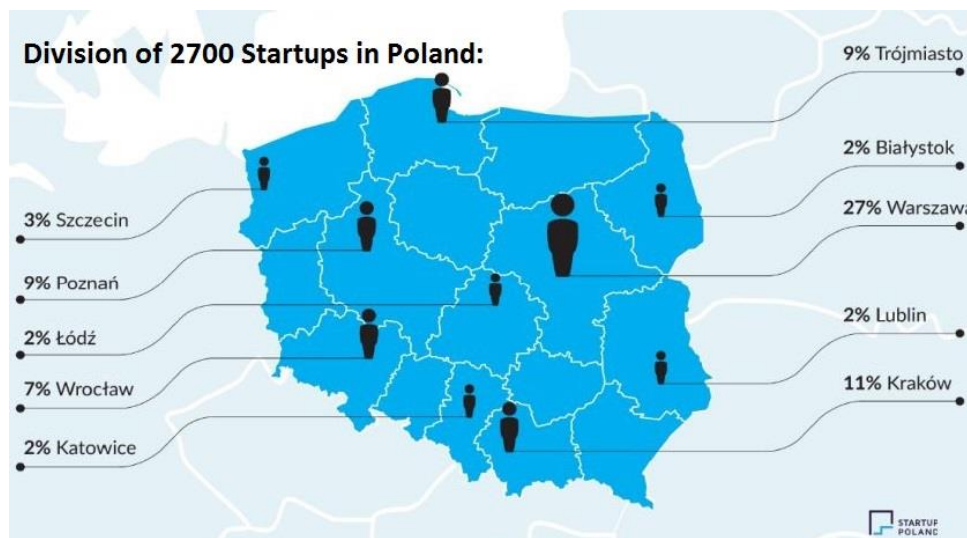 Division of 2700 Startups in Poland:
9% Trójmiasto
2% Białystok
27% Warszawa
3% Szczecin
9% Poznań
2% Łódź
7% Wrocław
2% Katowice
2% Lublin
11% Kraków
STARTUP
POLAND